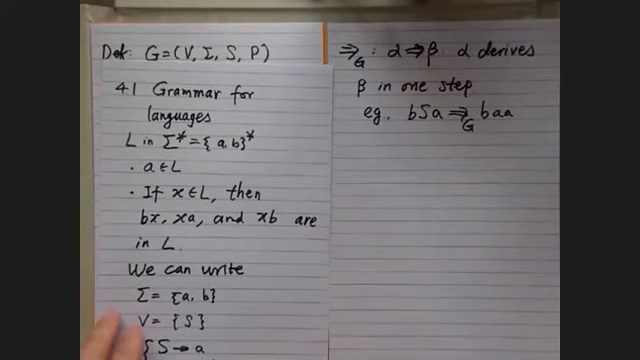 Def: G=(V, Σ, S, P)
4.1 Grammar for
languages
L in Σ* = {a, b}*
· a ∈ L
· If x ∈ L, then
bx, xa, and xb are
in L.
We can write
Σ = {a, b}
V = {S}
{S → a
⇒G : α ⇒ β : α derives
β in one step
eg. bSa ⇒G baa